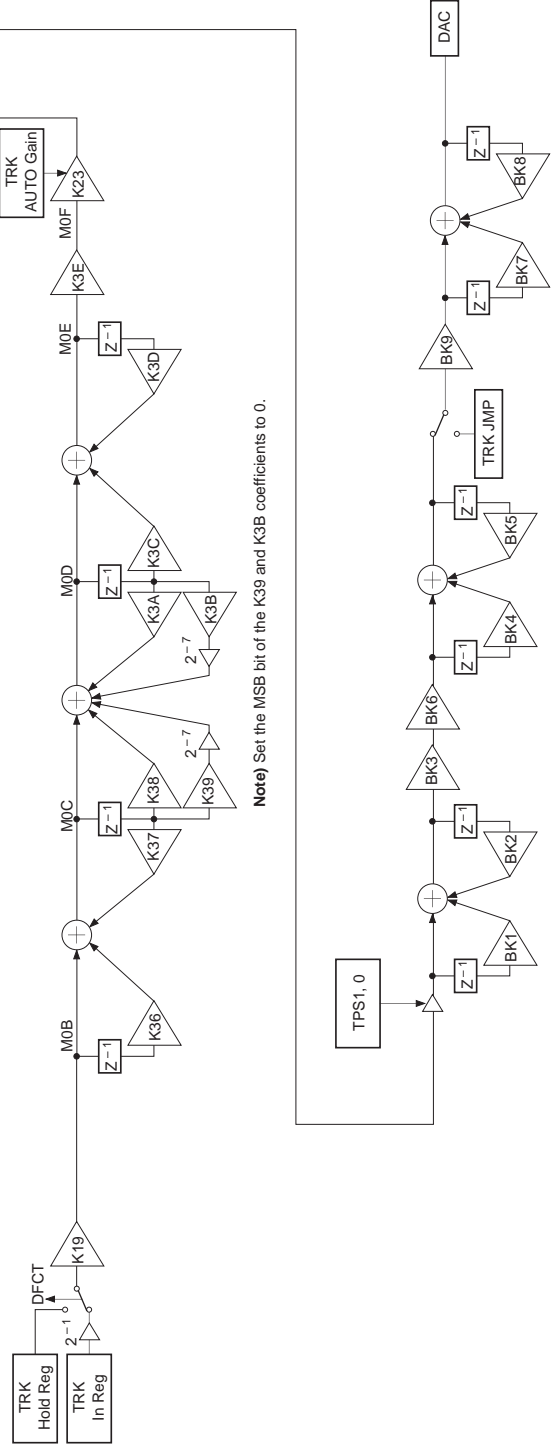 TRK
Hold Reg
TRK
In Reg
2⁻¹
DFCT
K19
M0B
Z⁻¹
K36
K37
M0C
Z⁻¹
K38
K39
2⁻⁷
2⁻⁷
K3A
K3B
M0D
Z⁻¹
K3C
K3D
Z⁻¹
M0E
K3E
M0F
K23
TRK
AUTO Gain
Note) Set the MSB bit of the K39 and K3B coefficients to 0.
TPS1, 0
Z⁻¹
BK1
BK2
Z⁻¹
BK3
BK6
Z⁻¹
BK4
BK5
Z⁻¹
TRK JMP
BK9
Z⁻¹
BK7
BK8
Z⁻¹
DAC